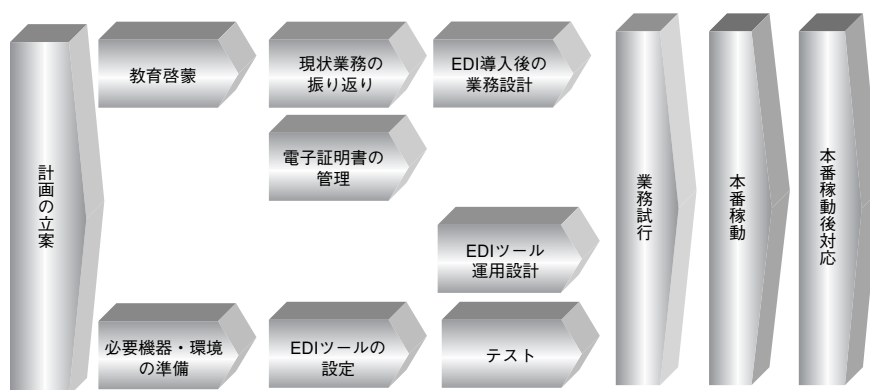 計画の立案
教育啓蒙
現状業務の
振り返り
EDI導入後の
業務設計
電子証明書の
管理
EDIツール
運用設計
必要機器・環境
の準備
EDIツールの
設定
テスト
業務試行
本番稼動
本番稼動後対応